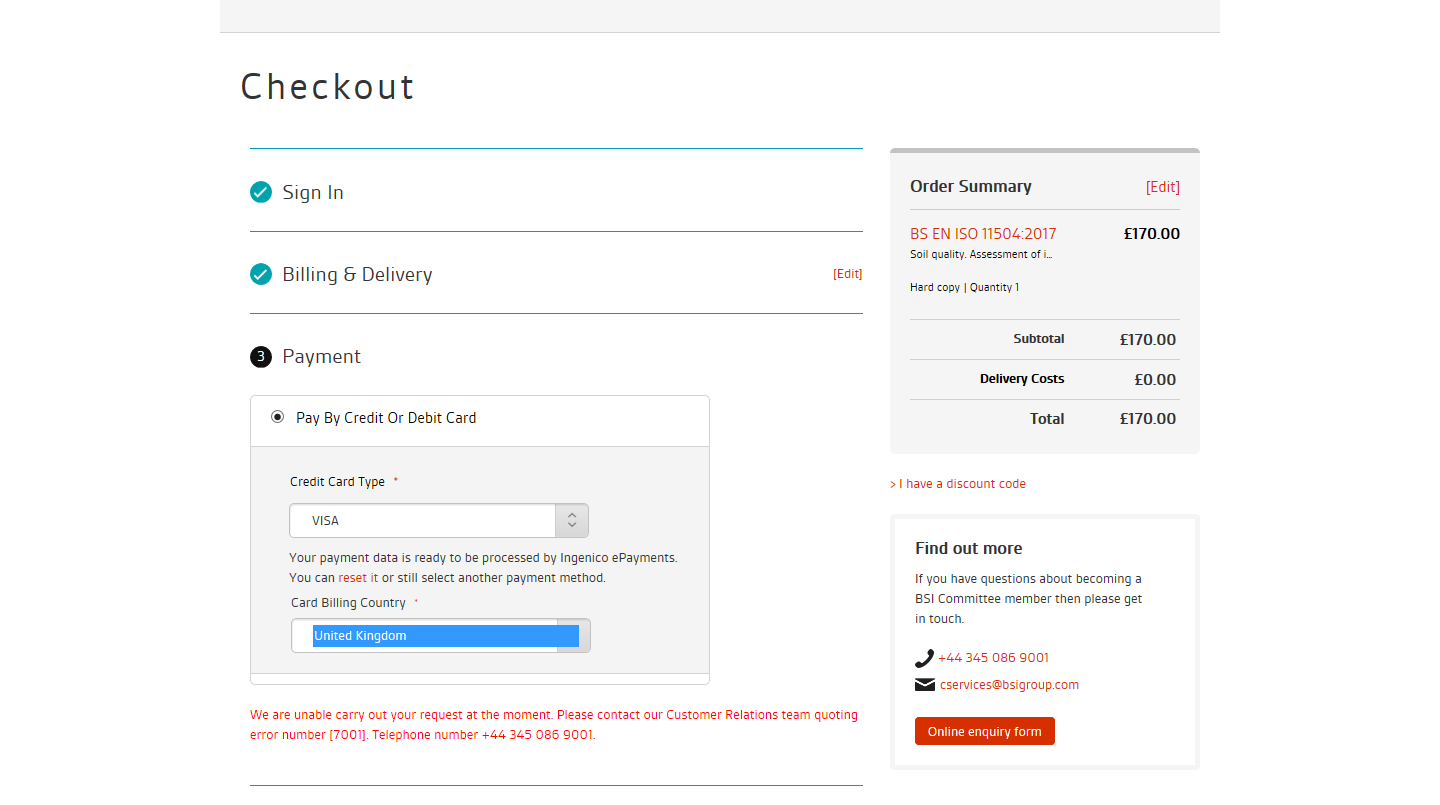 Checkout
Sign In
Billing & Delivery
[Edit]
3 Payment
Pay By Credit Or Debit Card
Credit Card Type *
VISA
Your payment data is ready to be processed by Ingenico ePayments.
You can reset it or still select another payment method.
Card Billing Country *
United Kingdom
We are unable carry out your request at the moment. Please contact our Customer Relations team quoting
error number [7001]. Telephone number +44 345 086 9001.
Order Summary
[Edit]
BS EN ISO 11504:2017
£170.00
Soil quality. Assessment of i...
Hard copy | Quantity 1
Subtotal £170.00
Delivery Costs £0.00
Total £170.00
> I have a discount code
Find out more
If you have questions about becoming a
BSI Committee member then please get
in touch.
+44 345 086 9001
cservices@bsigroup.com
Online enquiry form